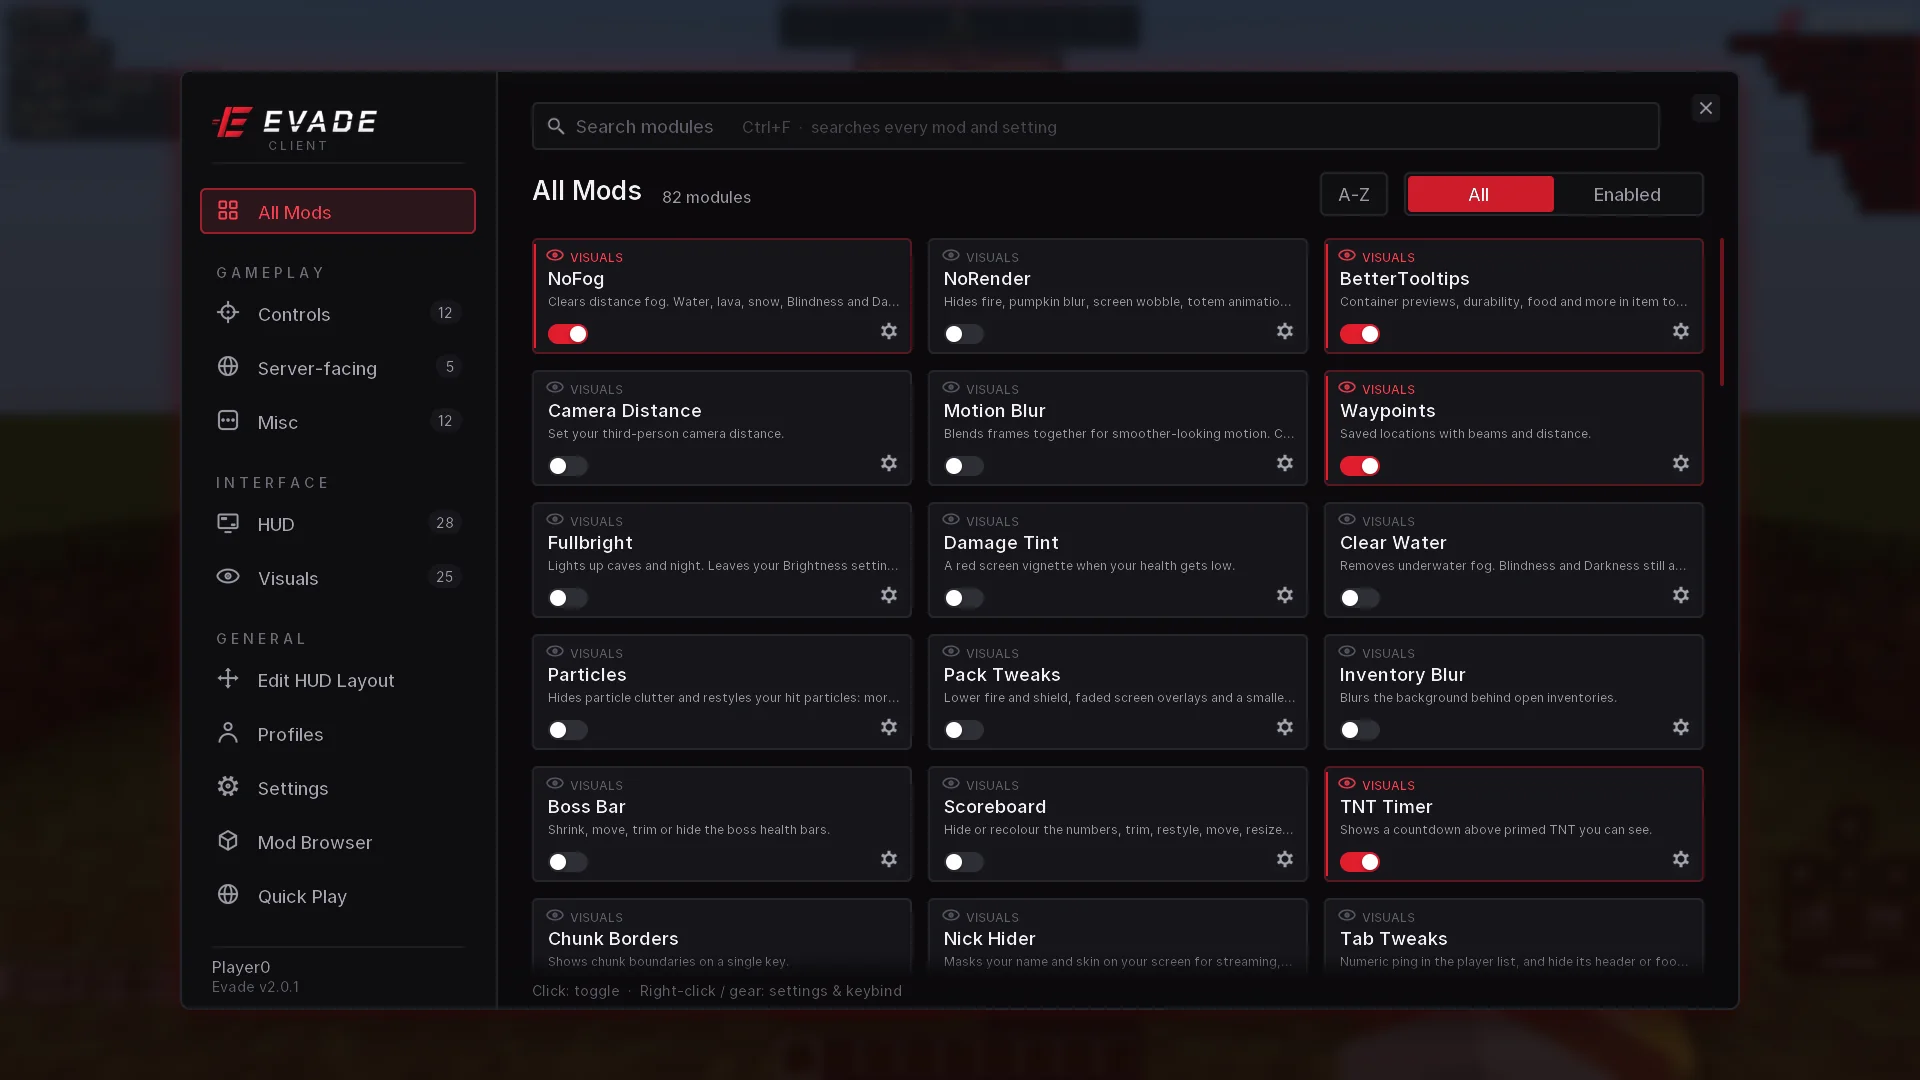 EVADE
CLIENT
All Mods
GAMEPLAY
Controls 12
Server-facing 5
Misc 12
INTERFACE
HUD 28
Visuals 25
GENERAL
Edit HUD Layout
Profiles
Settings
Mod Browser
Quick Play
Player0
Evade v2.0.1
Search modules Ctrl+F · searches every mod and setting
All Mods 82 modules
A-Z All Enabled
VISUALS
NoFog
Clears distance fog. Water, lava, snow, Blindness and Da...
VISUALS
NoRender
Hides fire, pumpkin blur, screen wobble, totem animatio...
VISUALS
BetterTooltips
Container previews, durability, food and more in item to...
VISUALS
Camera Distance
Set your third-person camera distance.
VISUALS
Motion Blur
Blends frames together for smoother-looking motion. C...
VISUALS
Waypoints
Saved locations with beams and distance.
VISUALS
Fullbright
Lights up caves and night. Leaves your Brightness settin...
VISUALS
Damage Tint
A red screen vignette when your health gets low.
VISUALS
Clear Water
Removes underwater fog. Blindness and Darkness still a...
VISUALS
Particles
Hides particle clutter and restyles your hit particles: mor...
VISUALS
Pack Tweaks
Lower fire and shield, faded screen overlays and a smalle...
VISUALS
Inventory Blur
Blurs the background behind open inventories.
VISUALS
Boss Bar
Shrink, move, trim or hide the boss health bars.
VISUALS
Scoreboard
Hide or recolour the numbers, trim, restyle, move, resize...
VISUALS
TNT Timer
Shows a countdown above primed TNT you can see.
VISUALS
Chunk Borders
Shows chunk boundaries on a single key.
VISUALS
Nick Hider
Masks your name and skin on your screen for streaming,...
VISUALS
Tab Tweaks
Numeric ping in the player list, and hide its header or foo...
Click: toggle · Right-click / gear: settings & keybind